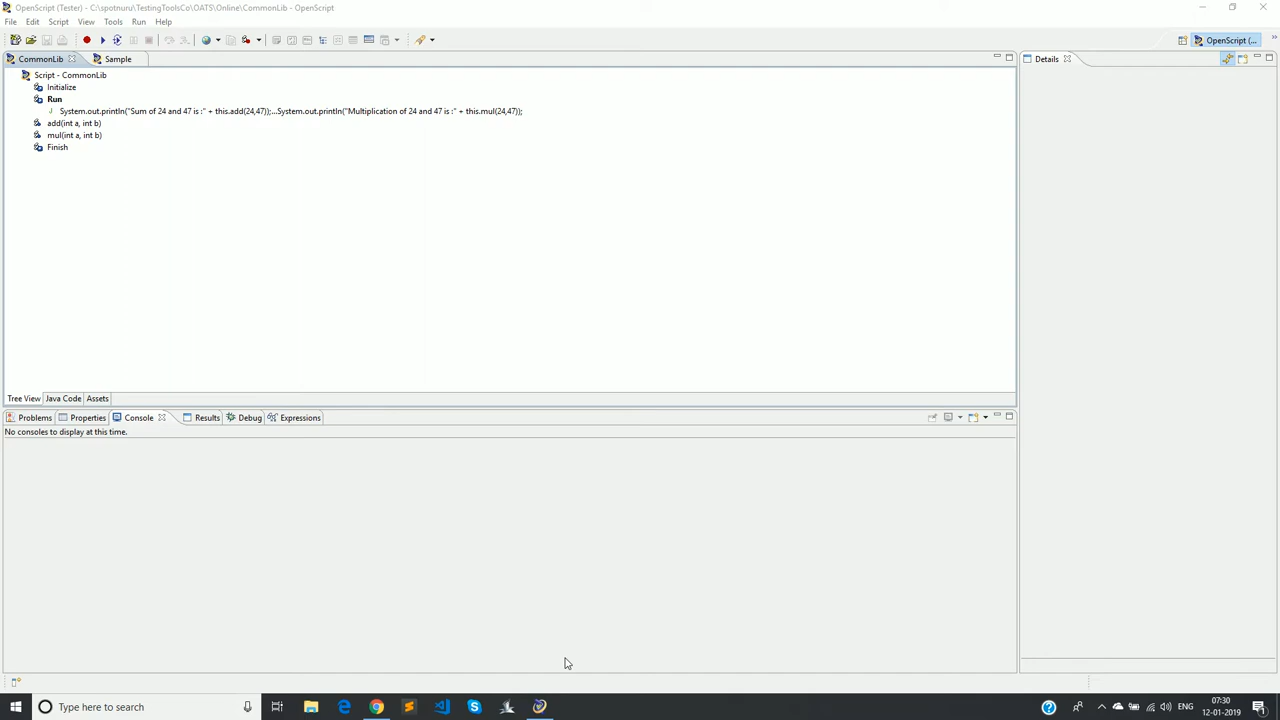 OpenScript (Tester) - C:\spotnuru\TestingToolsCo\OATS\Online\CommonLib - OpenScript
File Edit Script View Tools Run Help
OpenScript (...
CommonLib Sample
Details
Script - CommonLib
Initialize
Run
System.out.println("Sum of 24 and 47 is :" + this.add(24,47));...System.out.println("Multiplication of 24 and 47 is :" + this.mul(24,47));
add(int a, int b)
mul(int a, int b)
Finish
Tree View Java Code Assets
Problems Properties Console Results Debug Expressions
No consoles to display at this time.
Type here to search
ENG
07:30
12-01-2019